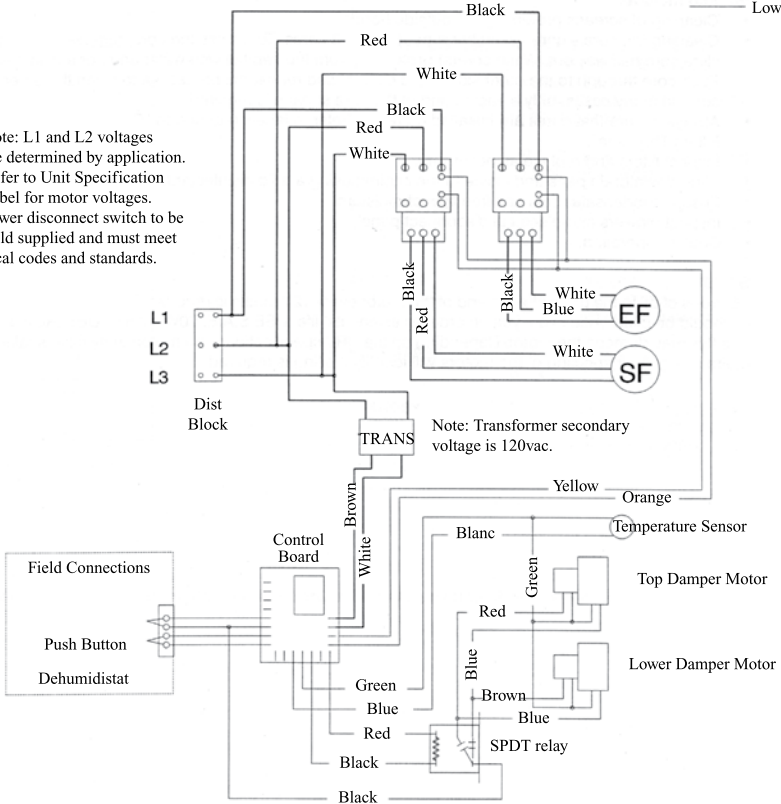 Black
Low
Red
White
Black
Red
White
te: L1 and L2 voltages
e determined by application.
fer to Unit Specification
bel for motor voltages.
wer disconnect switch to be
ld supplied and must meet
cal codes and standards.
Black
Red
Black
White
Blue
EF
L1
L2
L3
White
SF
Dist
Block
TRANS
Note: Transformer secondary
voltage is 120vac.
Brown
White
Yellow
Orange
Blanc
Temperature Sensor
Control
Board
Green
Field Connections
Push Button
Dehumidistat
Top Damper Motor
Red
Blue
Lower Damper Motor
Green
Brown
Blue
Blue
Red
SPDT relay
Black
Black